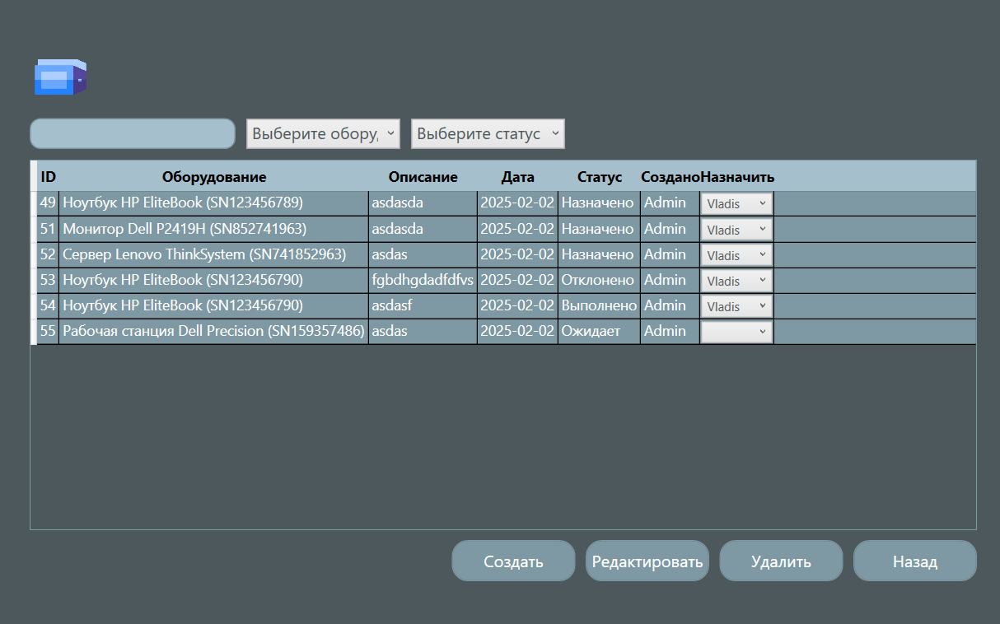 Выберите обору, Выберите статус
ID Оборудование Описание Дата Статус Создано Назначить
49 Ноутбук HP EliteBook (SN123456789) asdasda 2025-02-02 Назначено Admin Vladis
51 Монитор Dell P2419H (SN852741963) asdasda 2025-02-02 Назначено Admin Vladis
52 Сервер Lenovo ThinkSystem (SN741852963) asdas 2025-02-02 Назначено Admin Vladis
53 Ноутбук HP EliteBook (SN123456790) fgbdhgdadfdfvs 2025-02-02 Отклонено Admin Vladis
54 Ноутбук HP EliteBook (SN123456790) asdasf 2025-02-02 Выполнено Admin Vladis
55 Рабочая станция Dell Precision (SN159357486) asdas 2025-02-02 Ожидает Admin
Создать Редактировать Удалить Назад